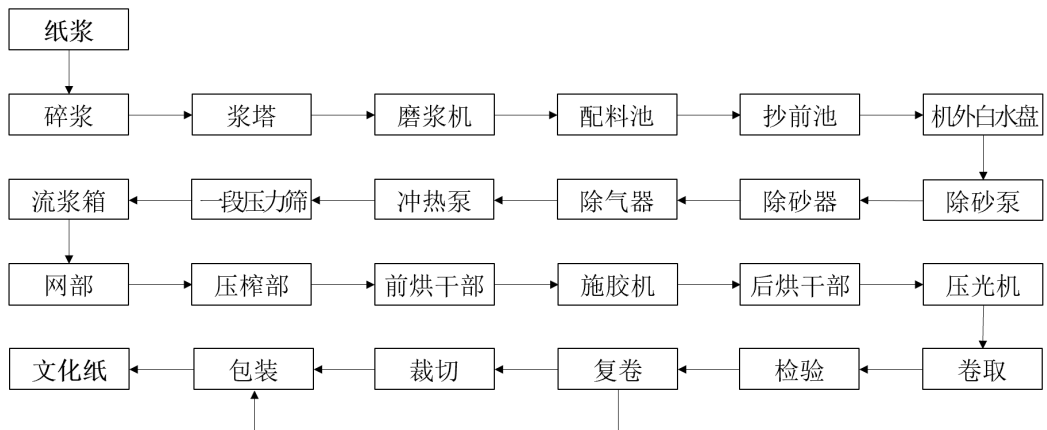 纸浆
碎浆 浆塔 磨浆机 配料池 抄前池 机外白水盘
流浆箱 一段压力筛 冲热泵 除气器 除砂器 除砂泵
网部 压榨部 前烘干部 施胶机 后烘干部 压光机
文化纸 包装 裁切 复卷 检验 卷取